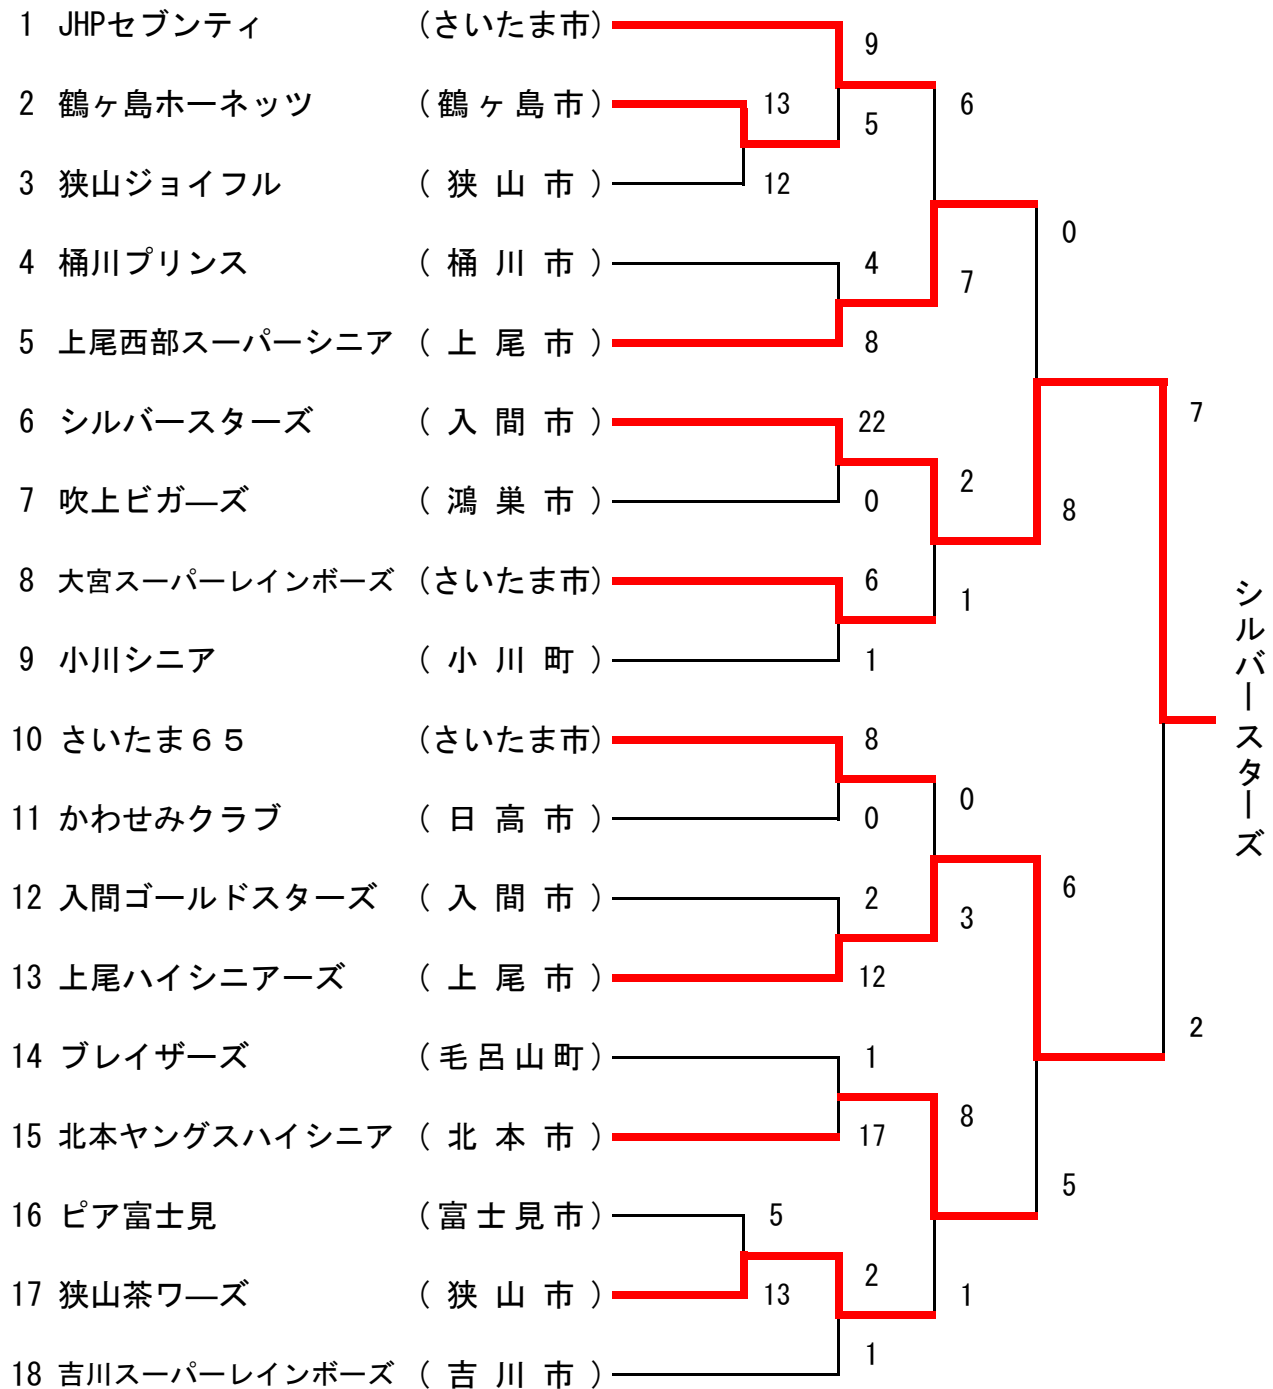 1 JHPセブンティ (さいたま市)
9
2 鶴ヶ島ホーネッツ (鶴ヶ島市)
13
6
5
3 狭山ジョイフル (狭山市)
12
0
4 桶川プリンス (桶川市)
4
7
5 上尾西部スーパーシニア (上尾市)
8
7
6 シルバースターズ (入間市)
22
2
7 吹上ビガ―ズ (鴻巣市)
0
8
8 大宮スーパーレインボーズ (さいたま市)
6
1
9 小川シニア (小川町)
1
シルバースターズ
10 さいたま６５ (さいたま市)
8
0
11 かわせみクラブ (日高市)
0
12 入間ゴールドスターズ (入間市)
2
6
3
13 上尾ハイシニアーズ (上尾市)
12
2
14 ブレイザーズ (毛呂山町)
1
8
15 北本ヤングスハイシニア (北本市)
17
5
16 ピア富士見 (富士見市)
5
2
17 狭山茶ワ―ズ (狭山市)
13
1
1
18 吉川スーパーレインボーズ (吉川市)